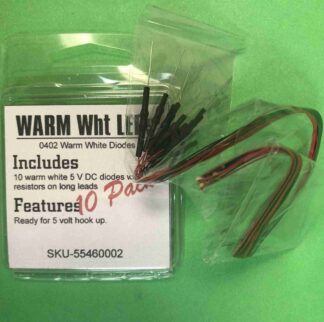 WARM Wht LED
0402 Warm White Diodes
Includes
10 warm white 5 V DC diodes
resistors on long leads
10 Pack
Features
Ready for 5 volt hook up.
SKU-55460002